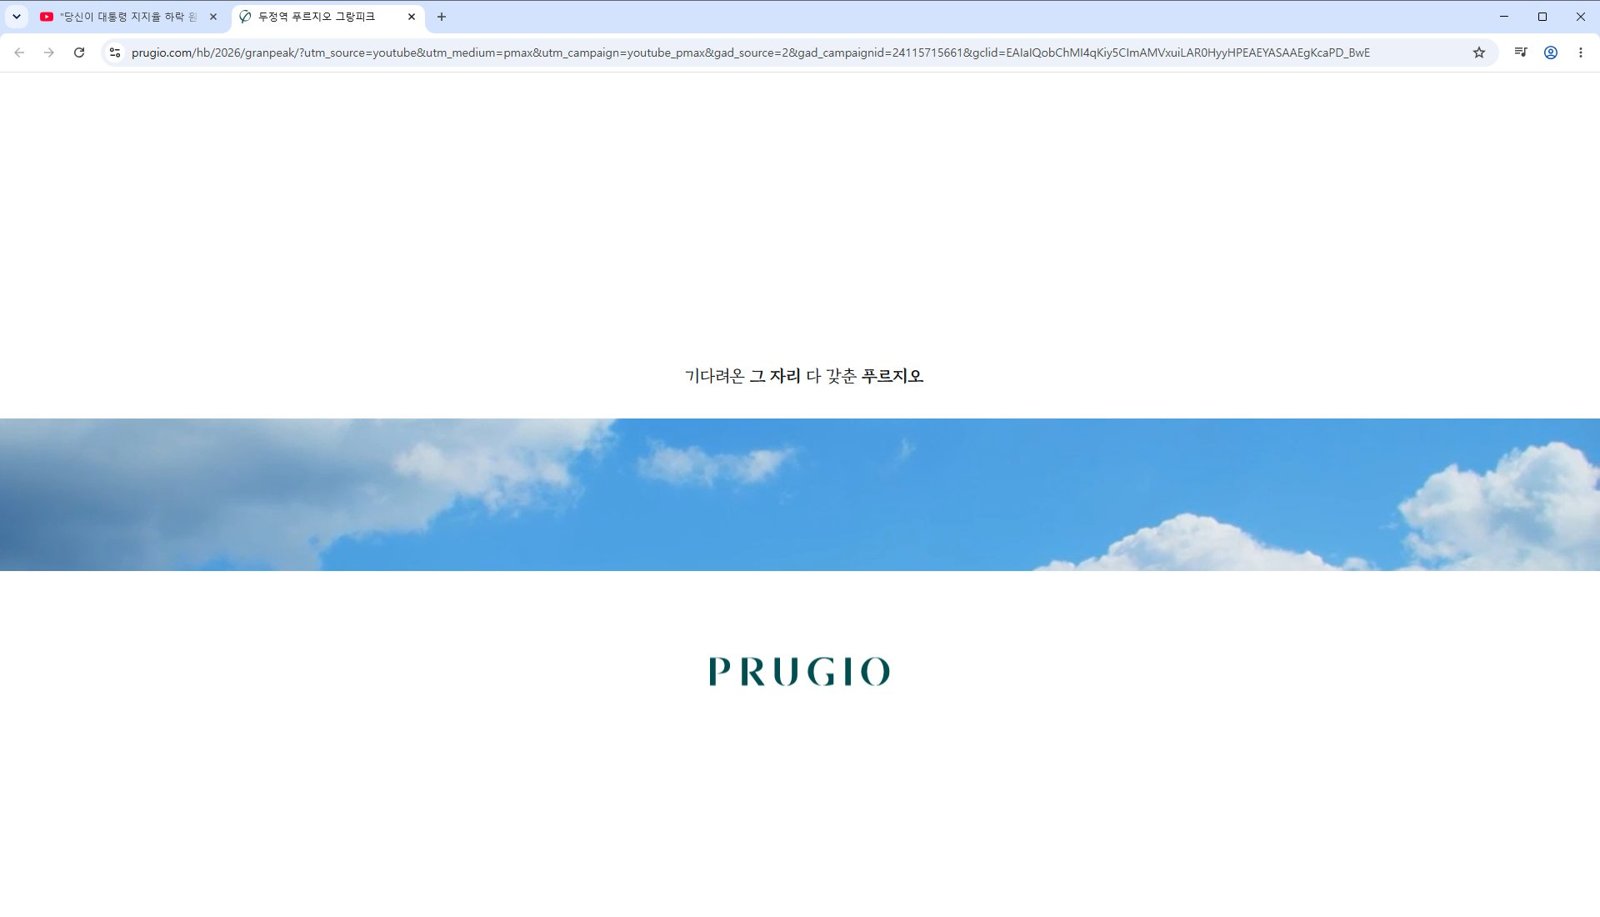 "당신이 대통령 지지율 하락 원
두정역 푸르지오 그랑피크
prugio.com/hb/2026/granpeak/?utm_source=youtube&utm_medium=pmax&utm_campaign=youtube_pmax&gad_source=2&gad_campaignid=24115715661&gclid=EAIaIQobChMI4qKiy5CImAMVxuiLAR0HyyHPEAEYASAAEgKcaPD_BwE
기다려온 그 자리 다 갖춘 푸르지오
PRUGIO